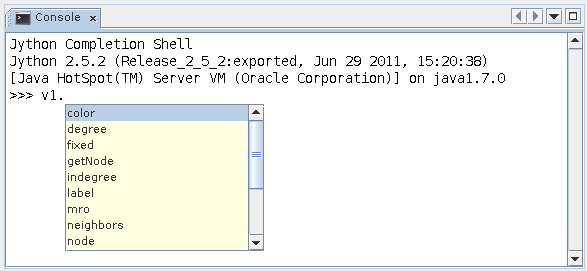 Console
Jython Completion Shell
Jython 2.5.2 (Release_2_5_2:exported, Jun 29 2011, 15:20:38)
[Java HotSpot(TM) Server VM (Oracle Corporation)] on java1.7.0
>>> v1.
color
degree
fixed
getNode
indegree
label
mro
neighbors
node